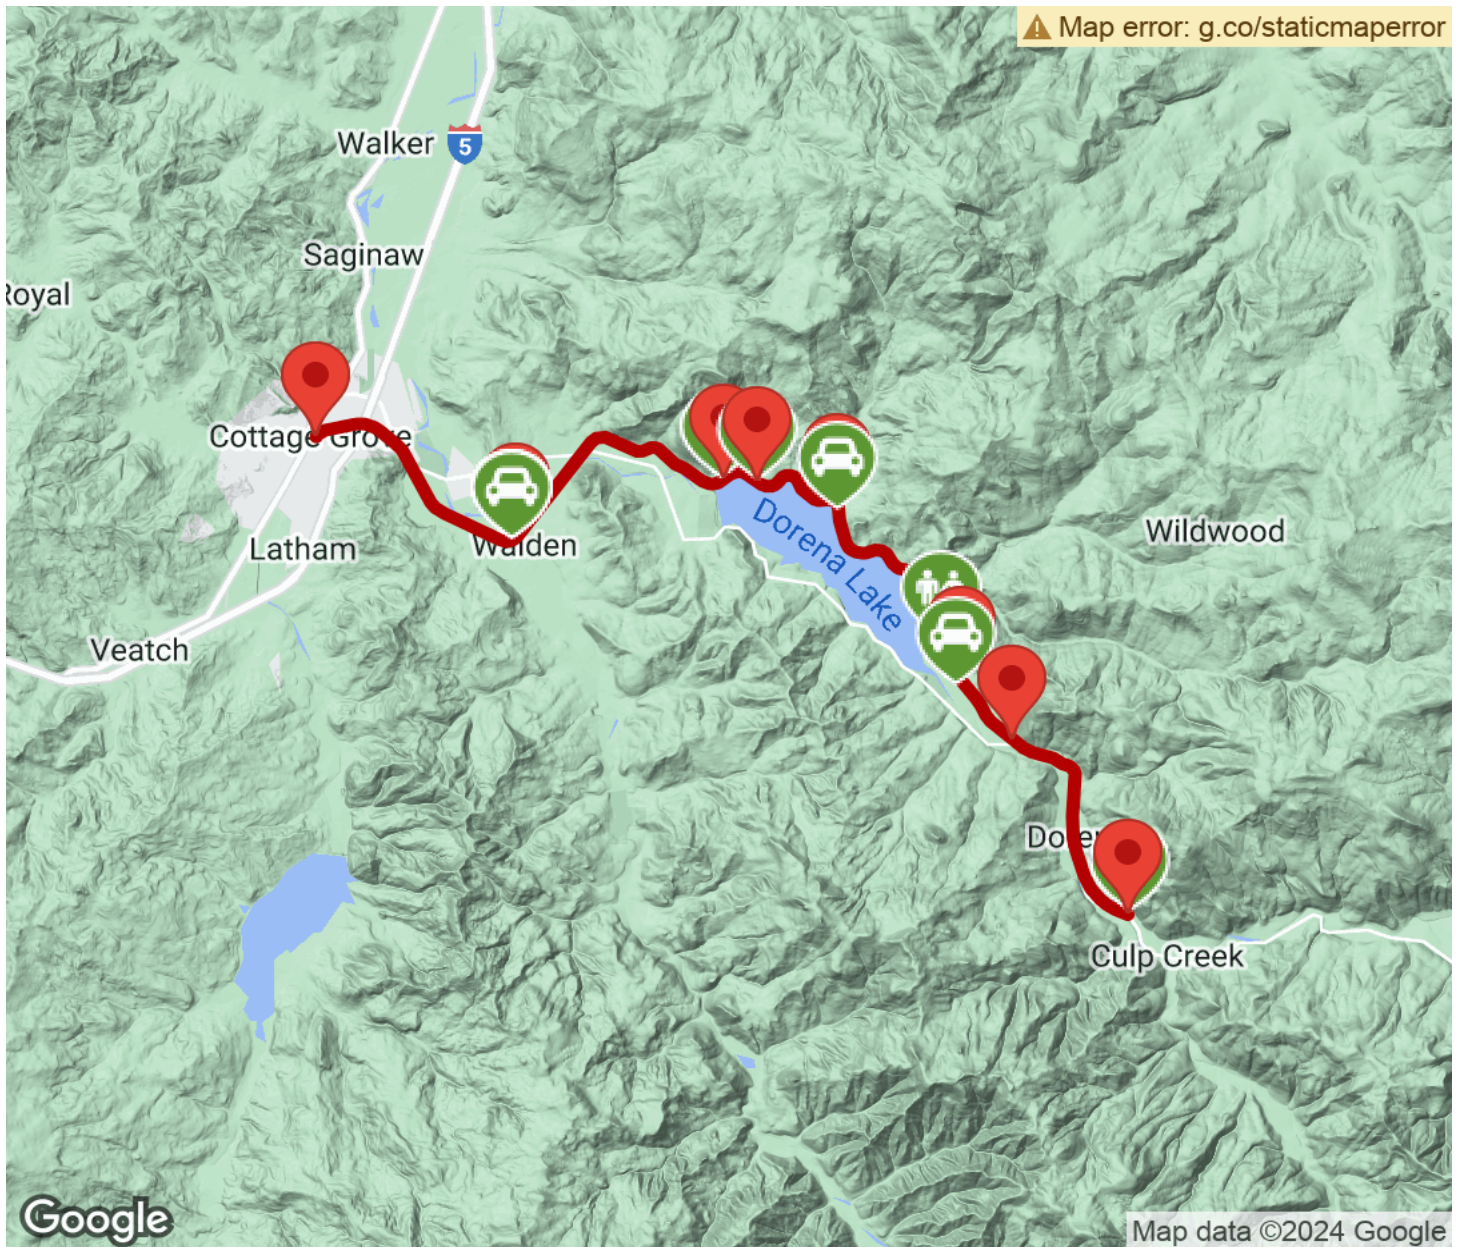 Map error: g.co/staticmaperror
Walker
5
Saginaw
Royal
Cottage Grove
Dorena Lake
Wildwood
Walden
Latham
Veatch
Culp Creek
Google
Map data ©2024 Google